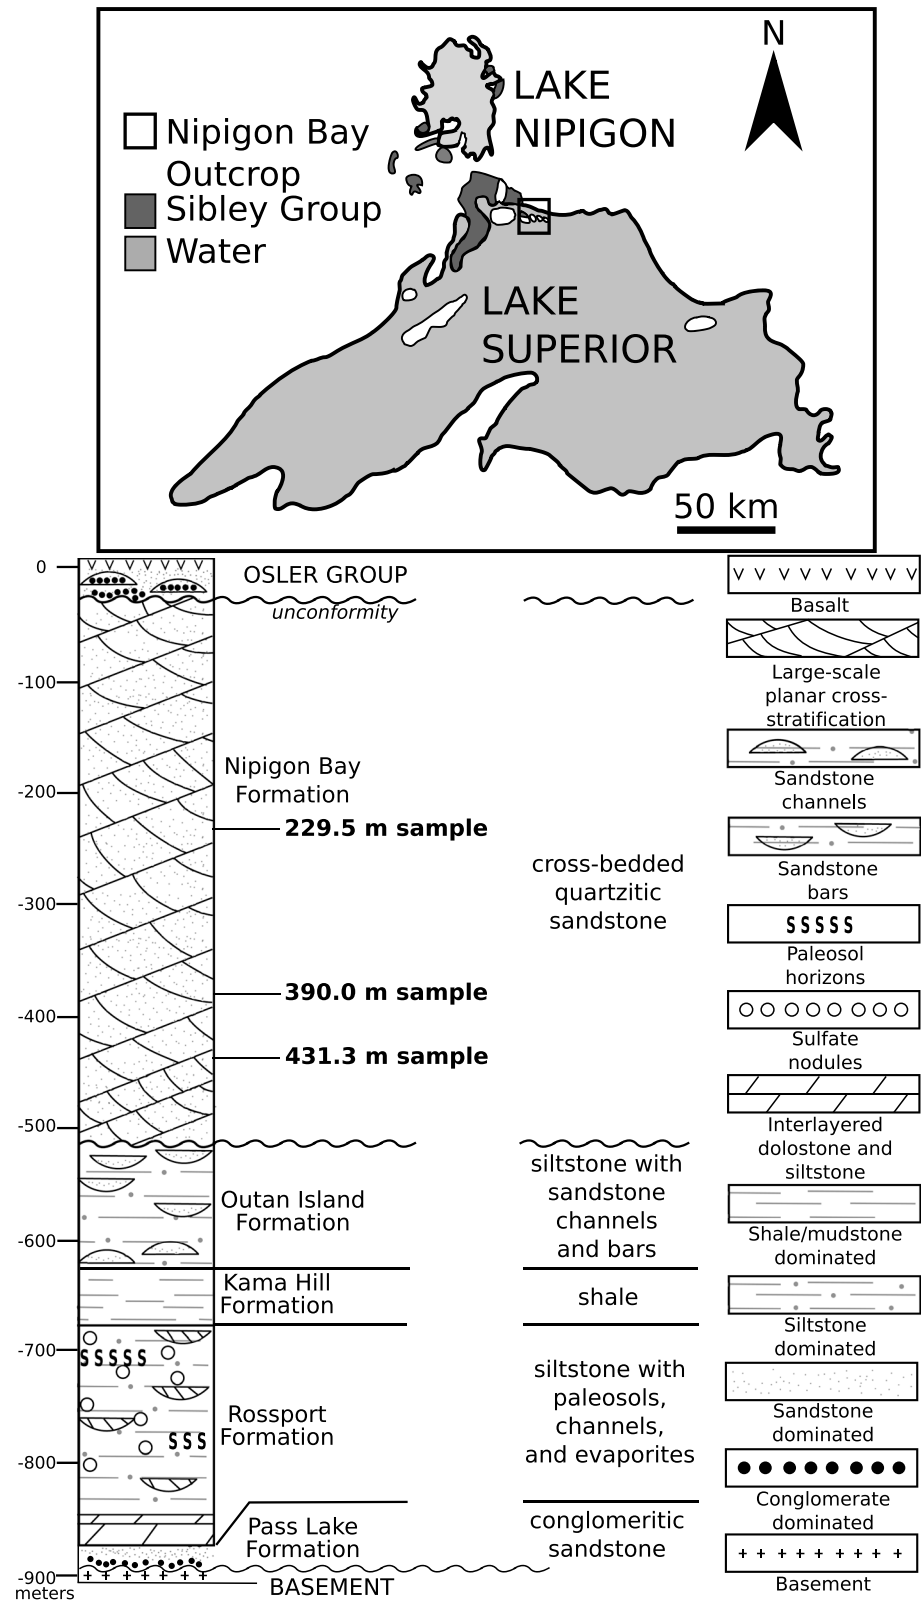 N
LAKE
NIPIGON
Nipigon Bay
Outcrop
Sibley Group
Water
LAKE
SUPERIOR
50 km
0
-100
-200
-300
-400
-500
-600
-700
-800
-900
meters
OSLER GROUP
unconformity
Nipigon Bay
Formation
229.5 m sample
390.0 m sample
431.3 m sample
Outan Island
Formation
Kama Hill
Formation
Rossport
Formation
Pass Lake
Formation
BASEMENT
cross-bedded
quartzitic
sandstone
siltstone with
sandstone
channels
and bars
shale
siltstone with
paleosols,
channels,
and evaporites
conglomeritic
sandstone
Basalt
Large-scale
planar cross-
stratification
Sandstone
channels
Sandstone
bars
SSSSS
Paleosol
horizons
Sulfate
nodules
Interlayered
dolostone and
siltstone
Shale/mudstone
dominated
Siltstone
dominated
Sandstone
dominated
Conglomerate
dominated
Basement
SSSSS
SSS